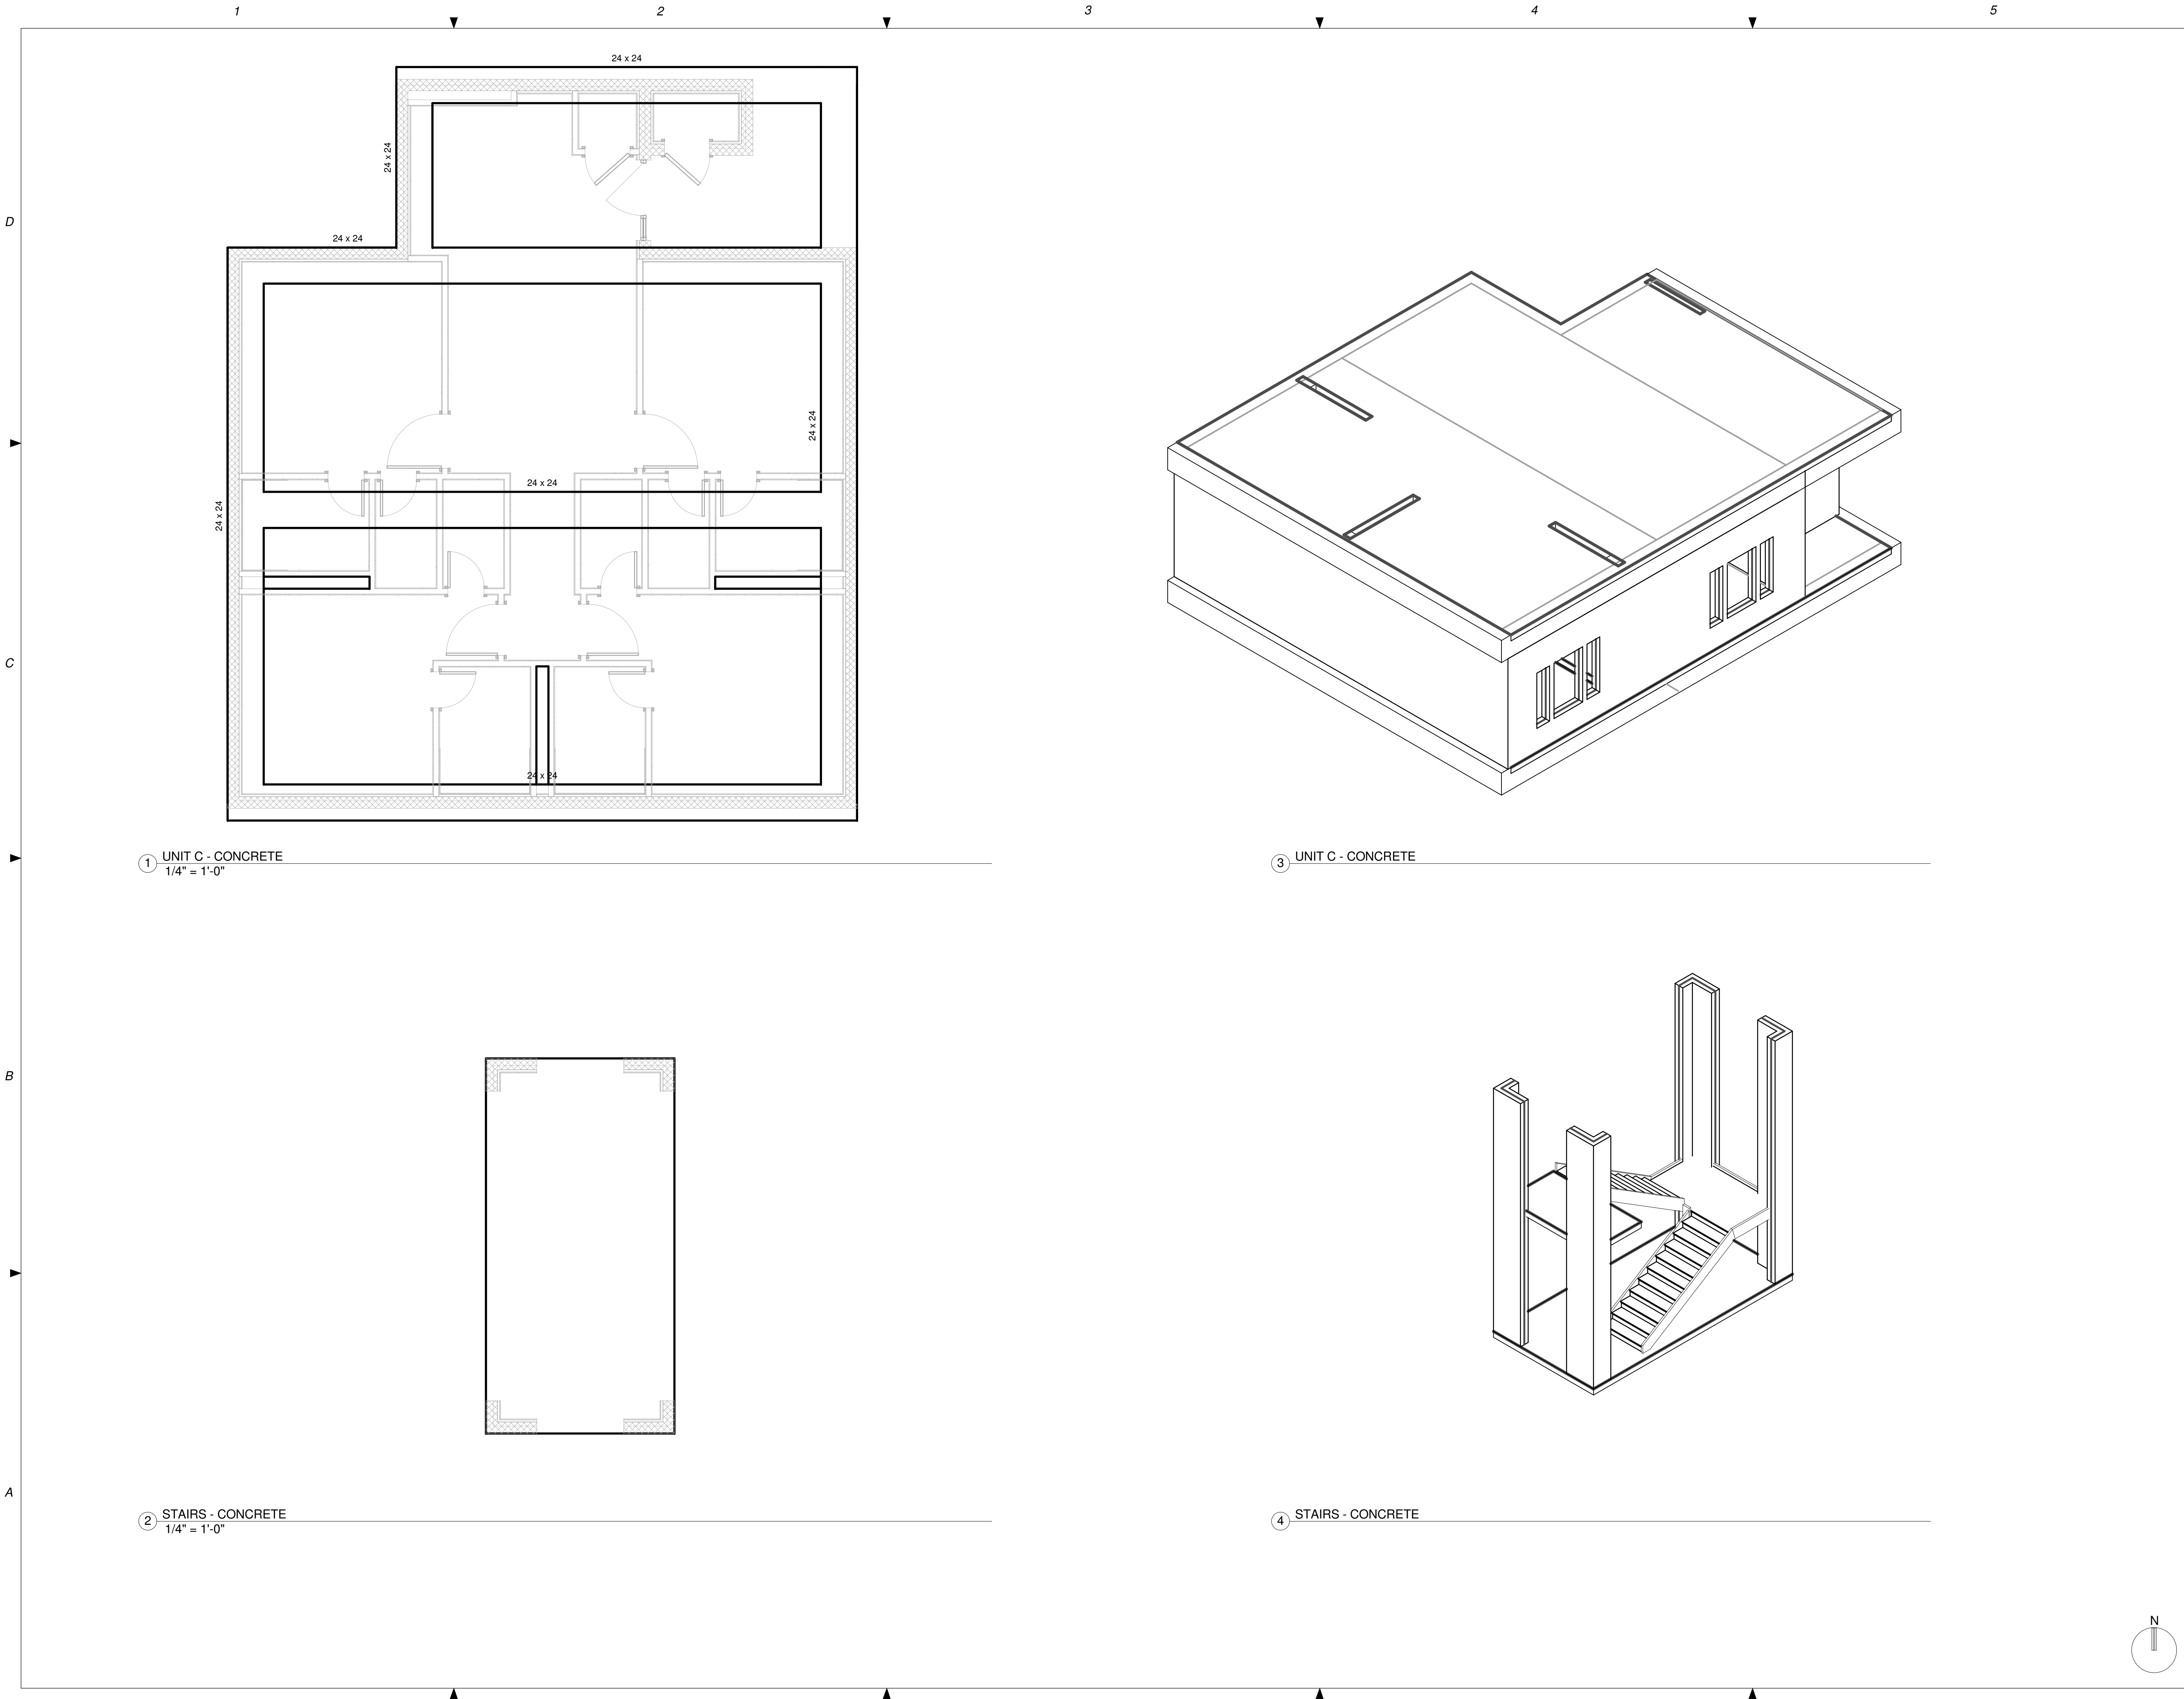 1 2 3 4 5
24 x 24
24 x 24
D
24 x 24
24 x 24
24 x 24
24 x 24
C
24 x 24
1 UNIT C - CONCRETE
1/4" = 1'-0"
3 UNIT C - CONCRETE
B
A
2 STAIRS - CONCRETE
1/4" = 1'-0"
4 STAIRS - CONCRETE
N